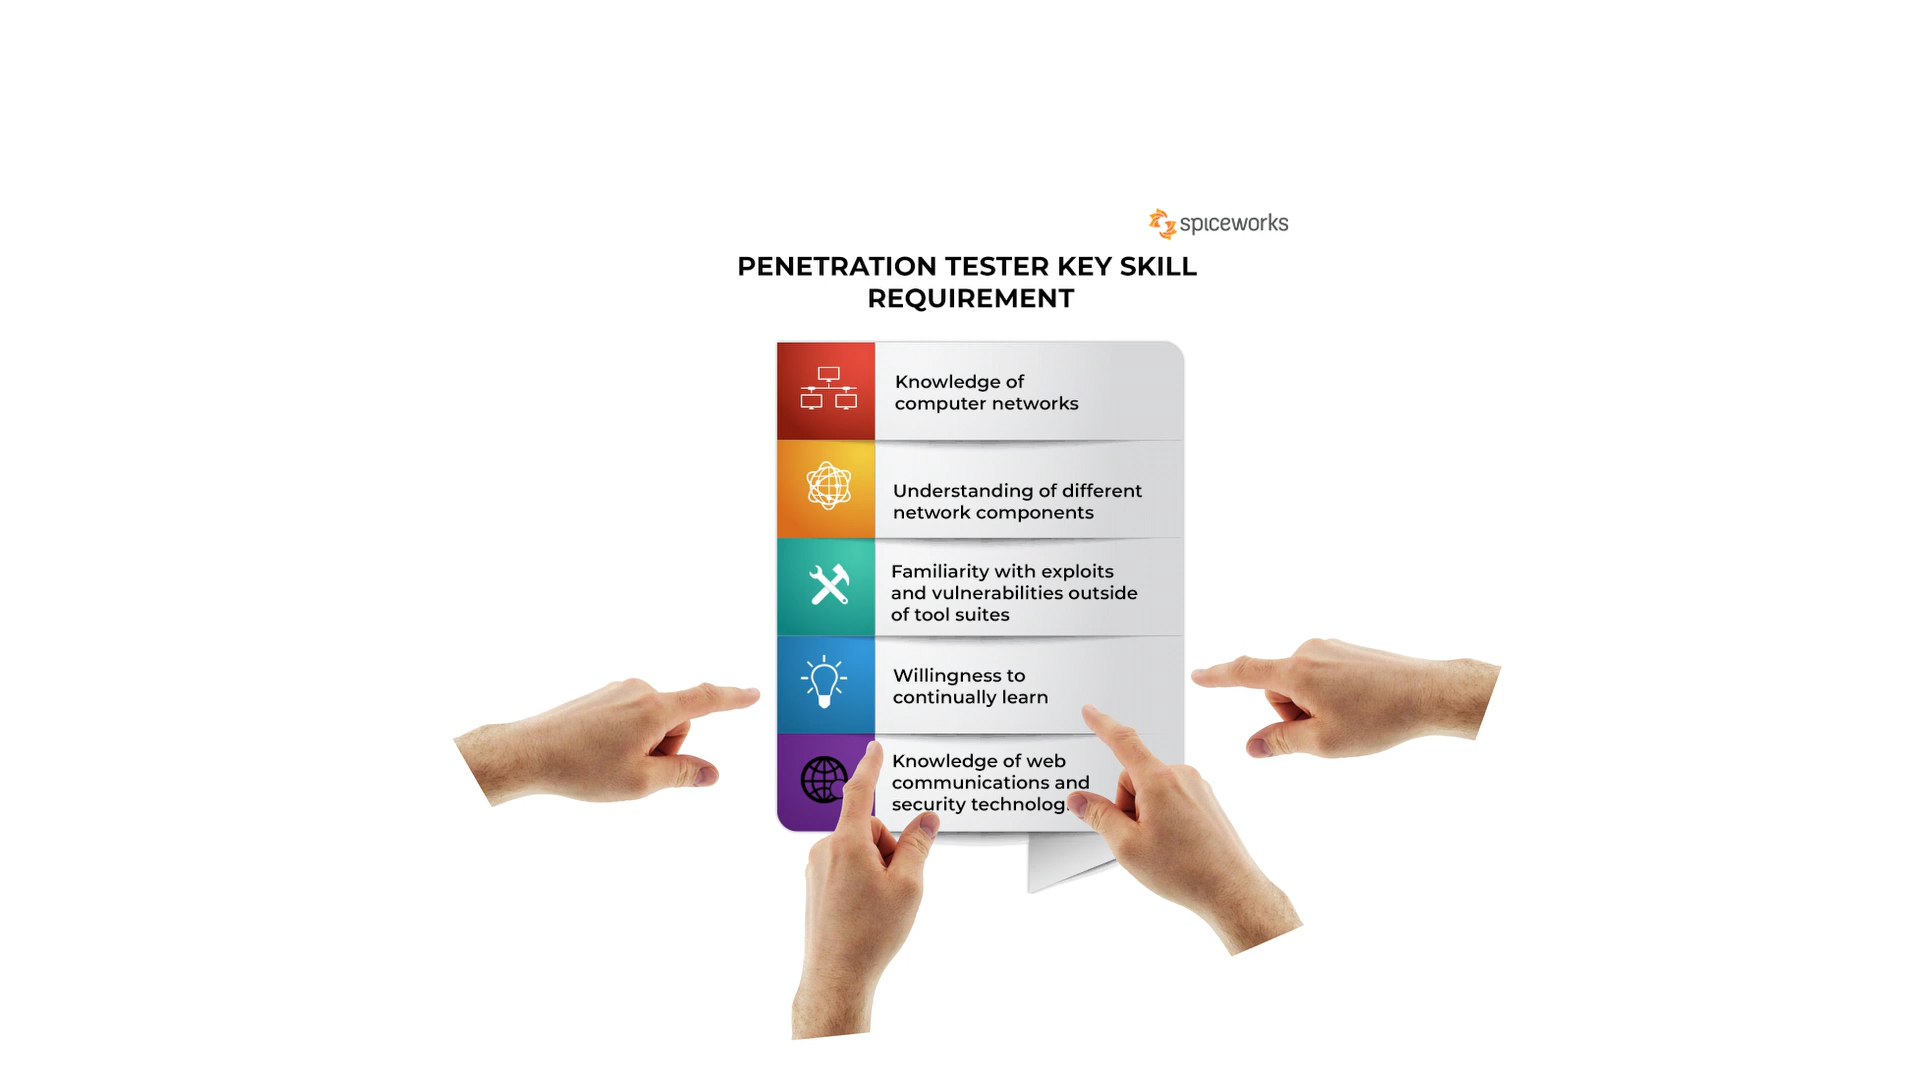 spiceworks
PENETRATION TESTER KEY SKILL
REQUIREMENT
Knowledge of
computer networks
Understanding of different
network components
Familiarity with exploits
and vulnerabilities outside
of tool suites
Willingness to
continually learn
Knowledge of web
communications and
security